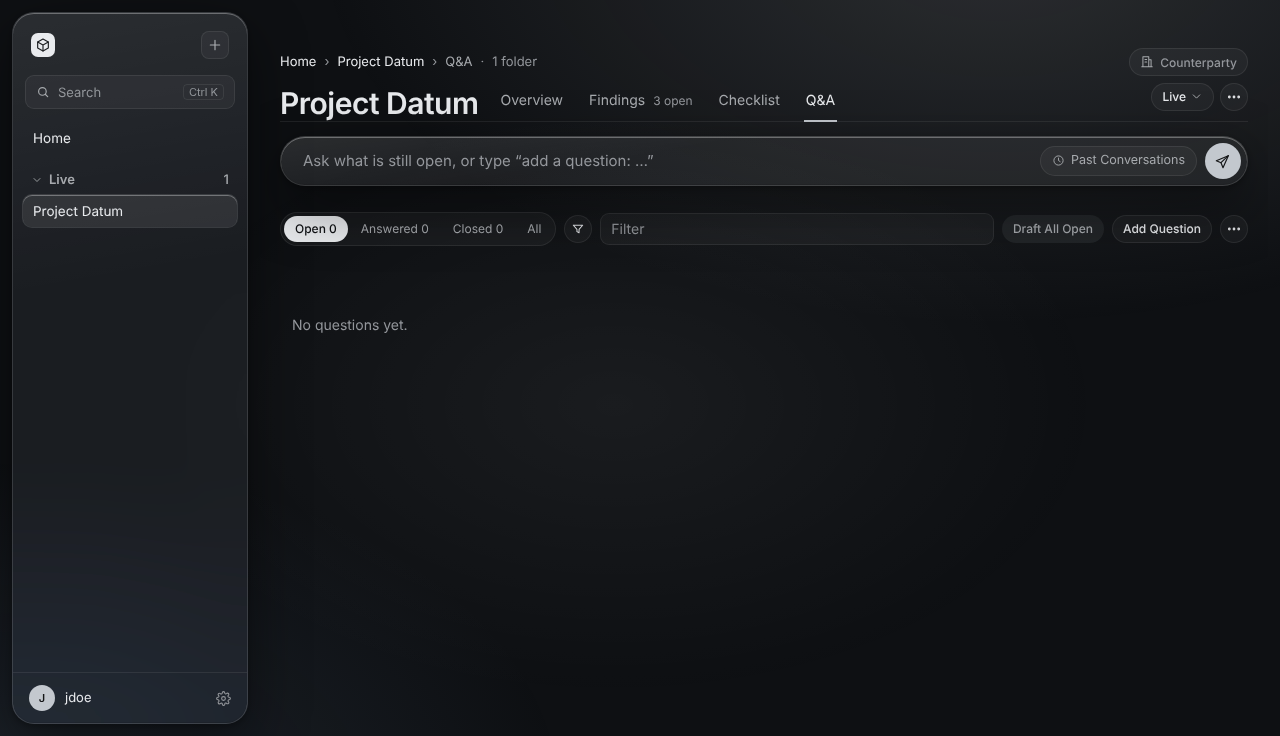 Search Ctrl K
Home
Live 1
Project Datum
J jdoe
Home › Project Datum › Q&A · 1 folder
Counterparty
Project Datum Overview Findings 3 open Checklist Q&A
Live
Ask what is still open, or type “add a question: ...”
Past Conversations
Open 0 Answered 0 Closed 0 All
Filter
Draft All Open Add Question
No questions yet.